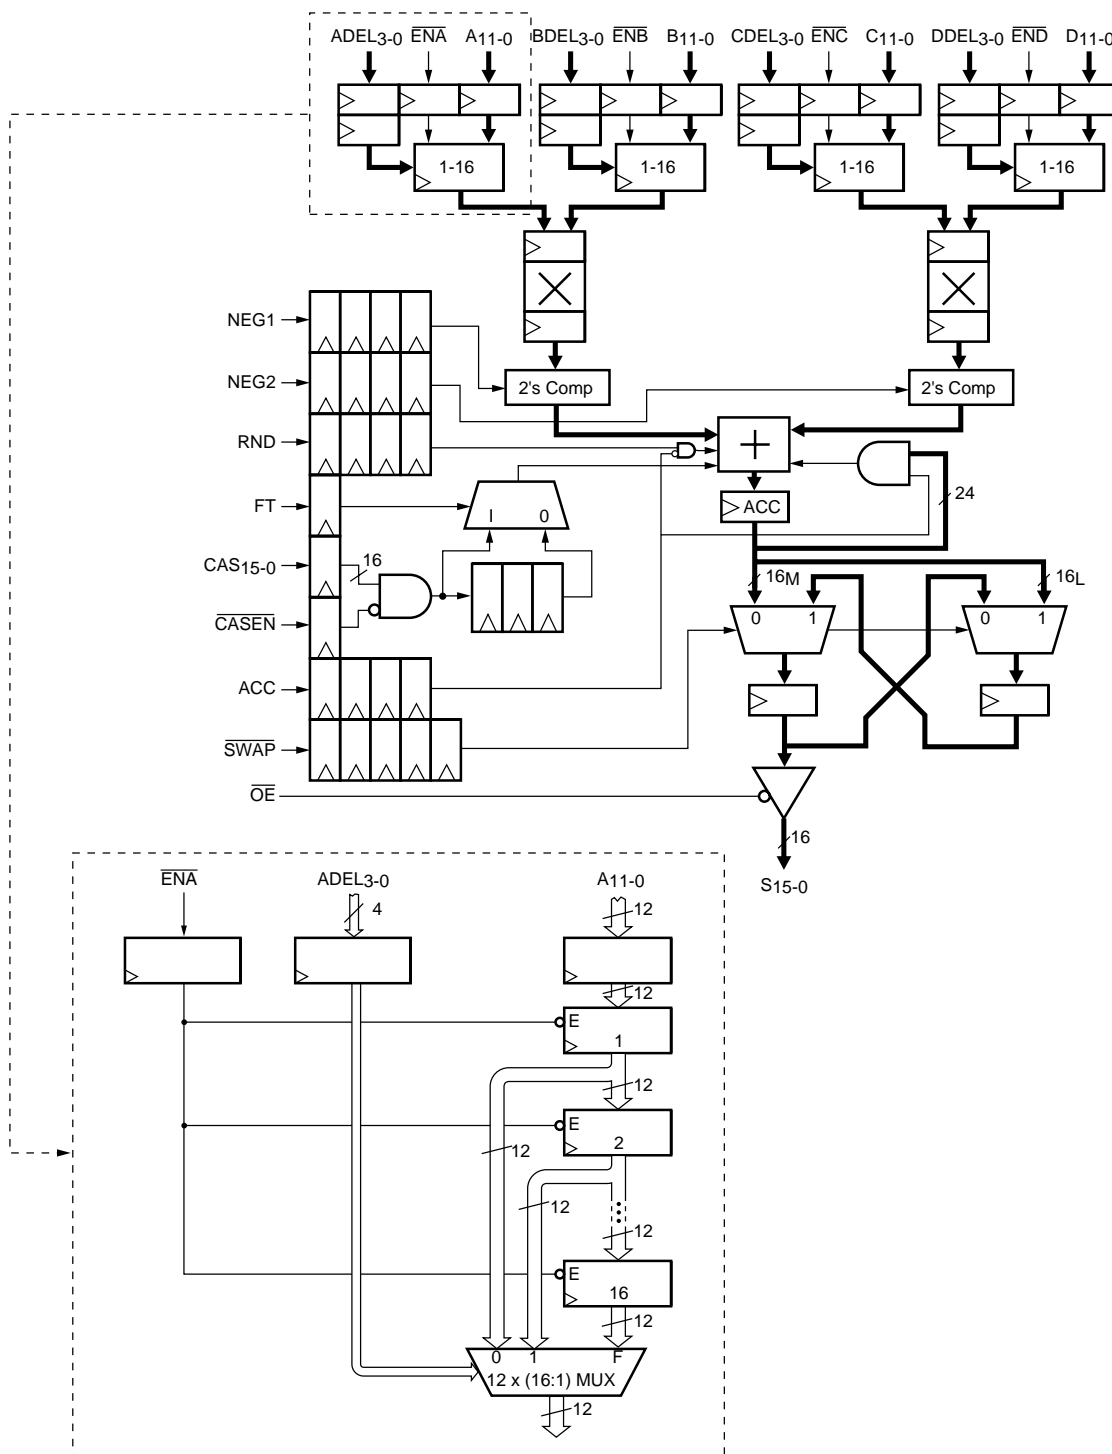 ADEL3-0 ENA A11-0 BDEL3-0 ENB B11-0 CDEL3-0 ENC C11-0 DDEL3-0 END D11-0
1-16 1-16 1-16 1-16
NEG1
NEG2
2's Comp 2's Comp
RND
FT
I 0
ACC
24
CAS15-0
16
16M 16L
CASEN
0 1 0 1
ACC
SWAP
OE
16
S15-0
ENA ADEL3-0 A11-0
4 12
12
E
1
12
E
2
12
12
12
E
16
12
0 1 F
12 x (16:1) MUX
12